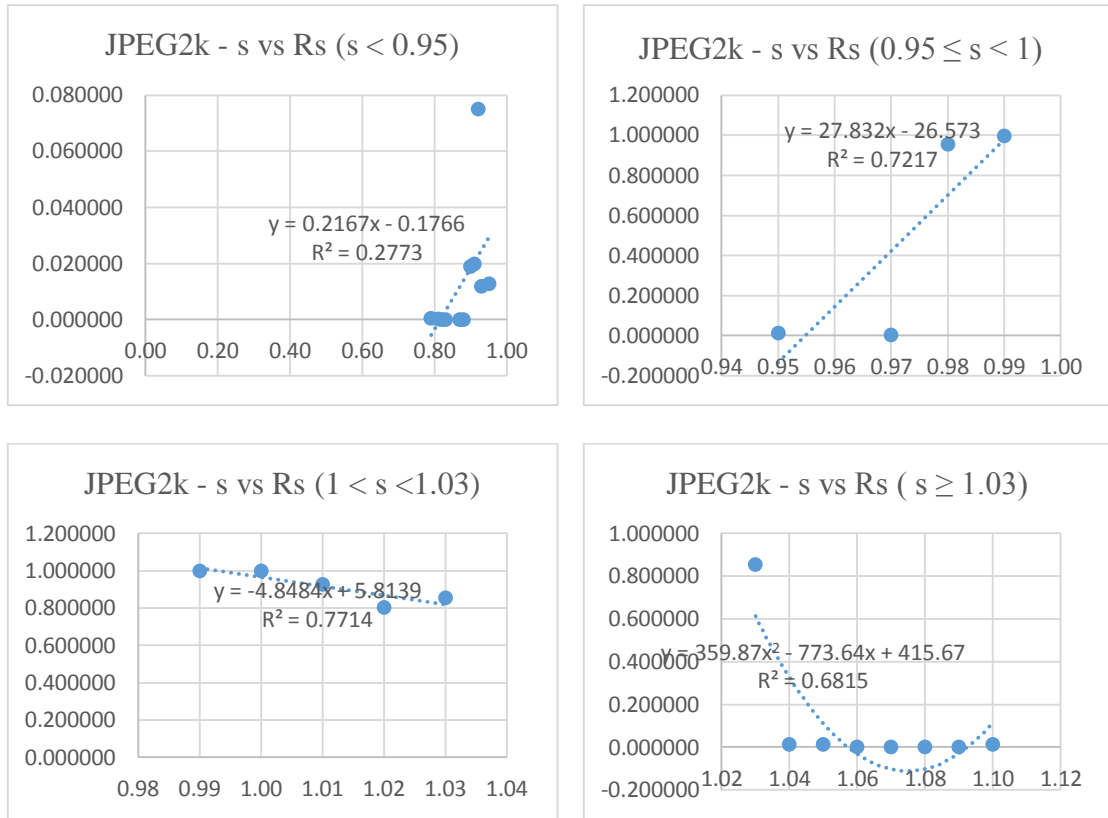 JPEG2k - s vs Rs (s < 0.95)
0.080000
0.060000
0.040000
0.020000
0.000000
-0.020000
y = 0.2167x - 0.1766
R² = 0.2773
0.00 0.20 0.40 0.60 0.80 1.00
JPEG2k - s vs Rs (0.95 ≤ s < 1)
1.200000
1.000000
0.800000
0.600000
0.400000
0.200000
0.000000
-0.200000
y = 27.832x - 26.573
R² = 0.7217
0.94 0.95 0.96 0.97 0.98 0.99 1.00
JPEG2k - s vs Rs (1 < s <1.03)
1.200000
1.000000
0.800000
0.600000
0.400000
0.200000
0.000000
y = -4.8484x + 5.8139
R² = 0.7714
0.98 0.99 1.00 1.01 1.02 1.03 1.04
JPEG2k - s vs Rs ( s ≥ 1.03)
1.000000
0.800000
0.600000
0.400000
0.200000
0.000000
-0.200000
y = 359.87x² - 773.64x + 415.67
R² = 0.6815
1.02 1.04 1.06 1.08 1.10 1.12